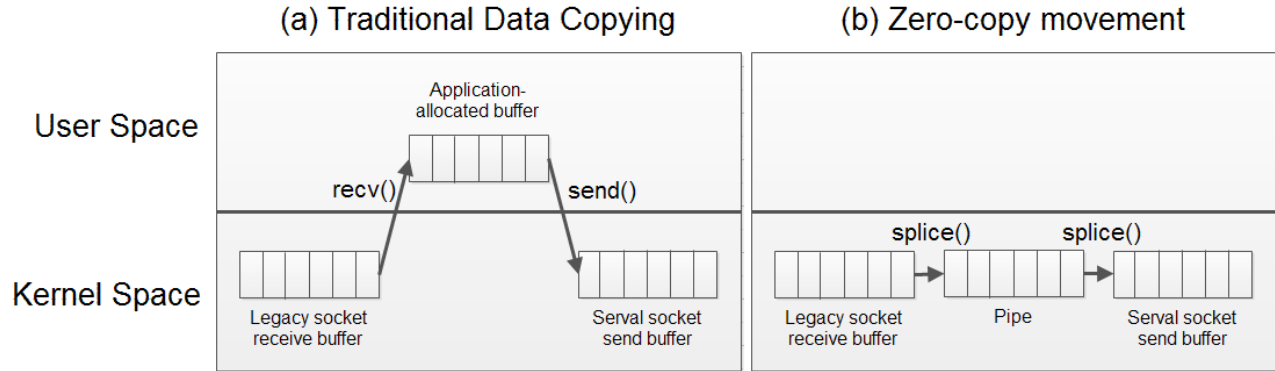 (a) Traditional Data Copying
(b) Zero-copy movement
User Space
Application-
allocated buffer
recv()
send()
Kernel Space
Legacy socket
receive buffer
Serval socket
send buffer
splice()
splice()
Legacy socket
receive buffer
Pipe
Serval socket
send buffer